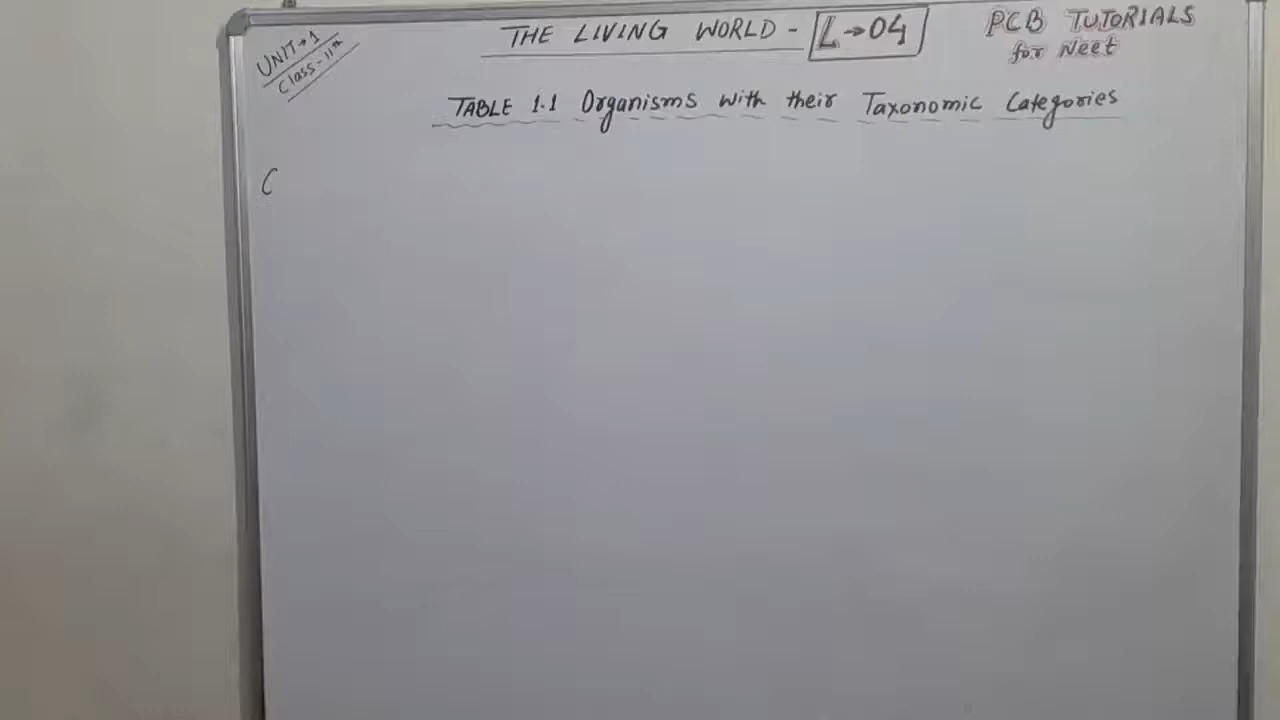 UNIT→1
Class-11th
THE LIVING WORLD - L→04
PCB TUTORIALS
for Neet
TABLE 1.1 Organisms with their Taxonomic Categories
C